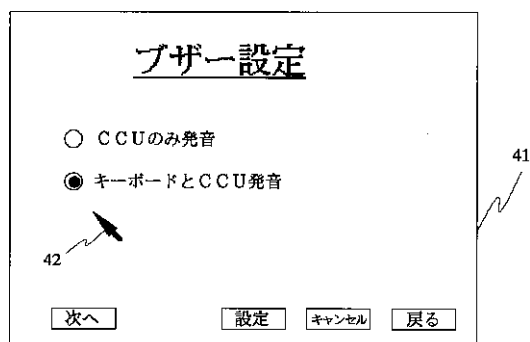 ブザー設定
CCUのみ発音
キーボードとCCU発音
41
42
次へ 設定 キャンセル 戻る